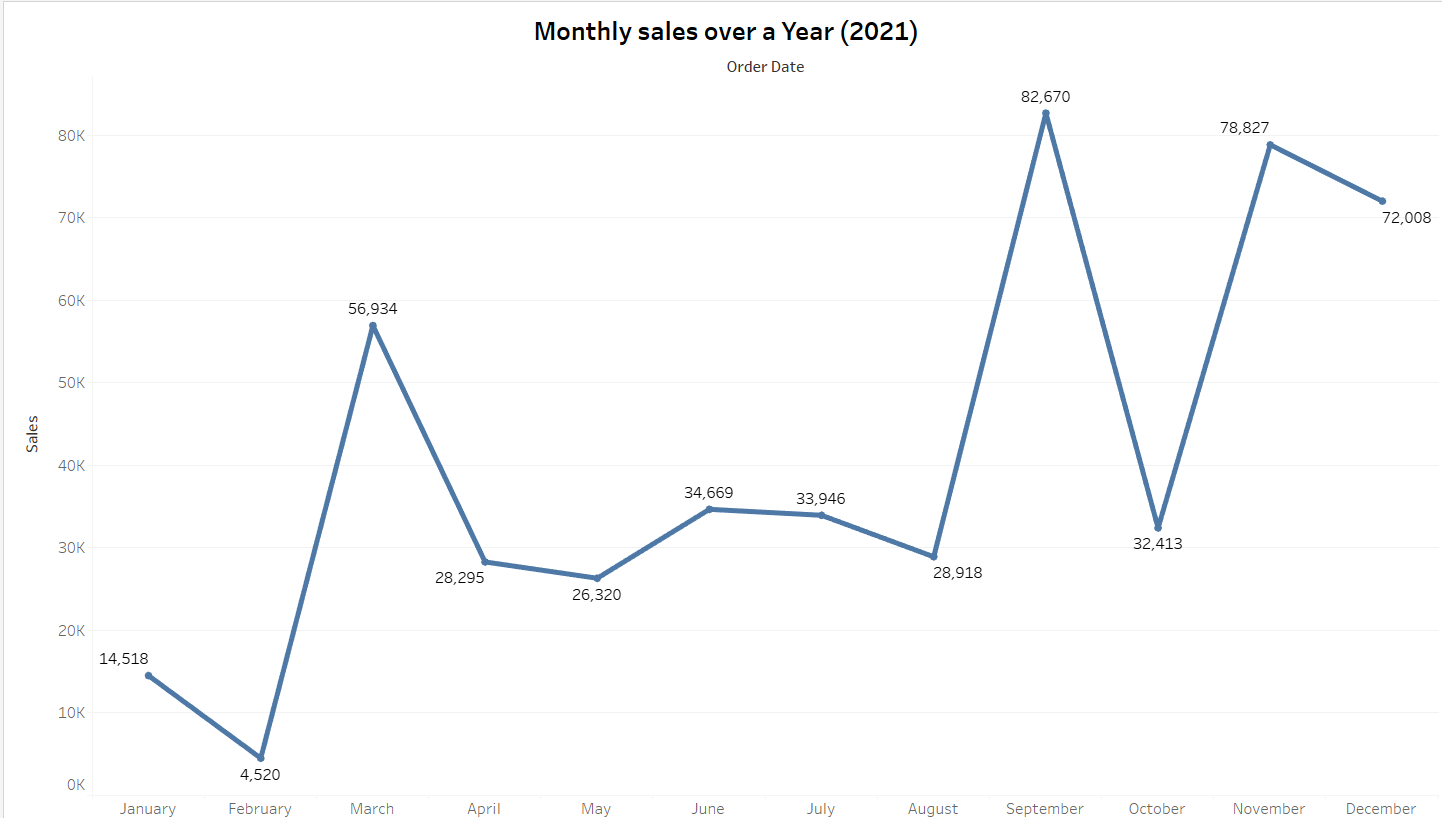 Monthly sales over a Year (2021)
Order Date
82,670
78,827
80K
70K
72,008
60K
56,934
50K
Sales
40K
34,669
33,946
30K
32,413
28,295
28,918
26,320
20K
14,518
10K
4,520
0K
January February March April May June July August September October November December